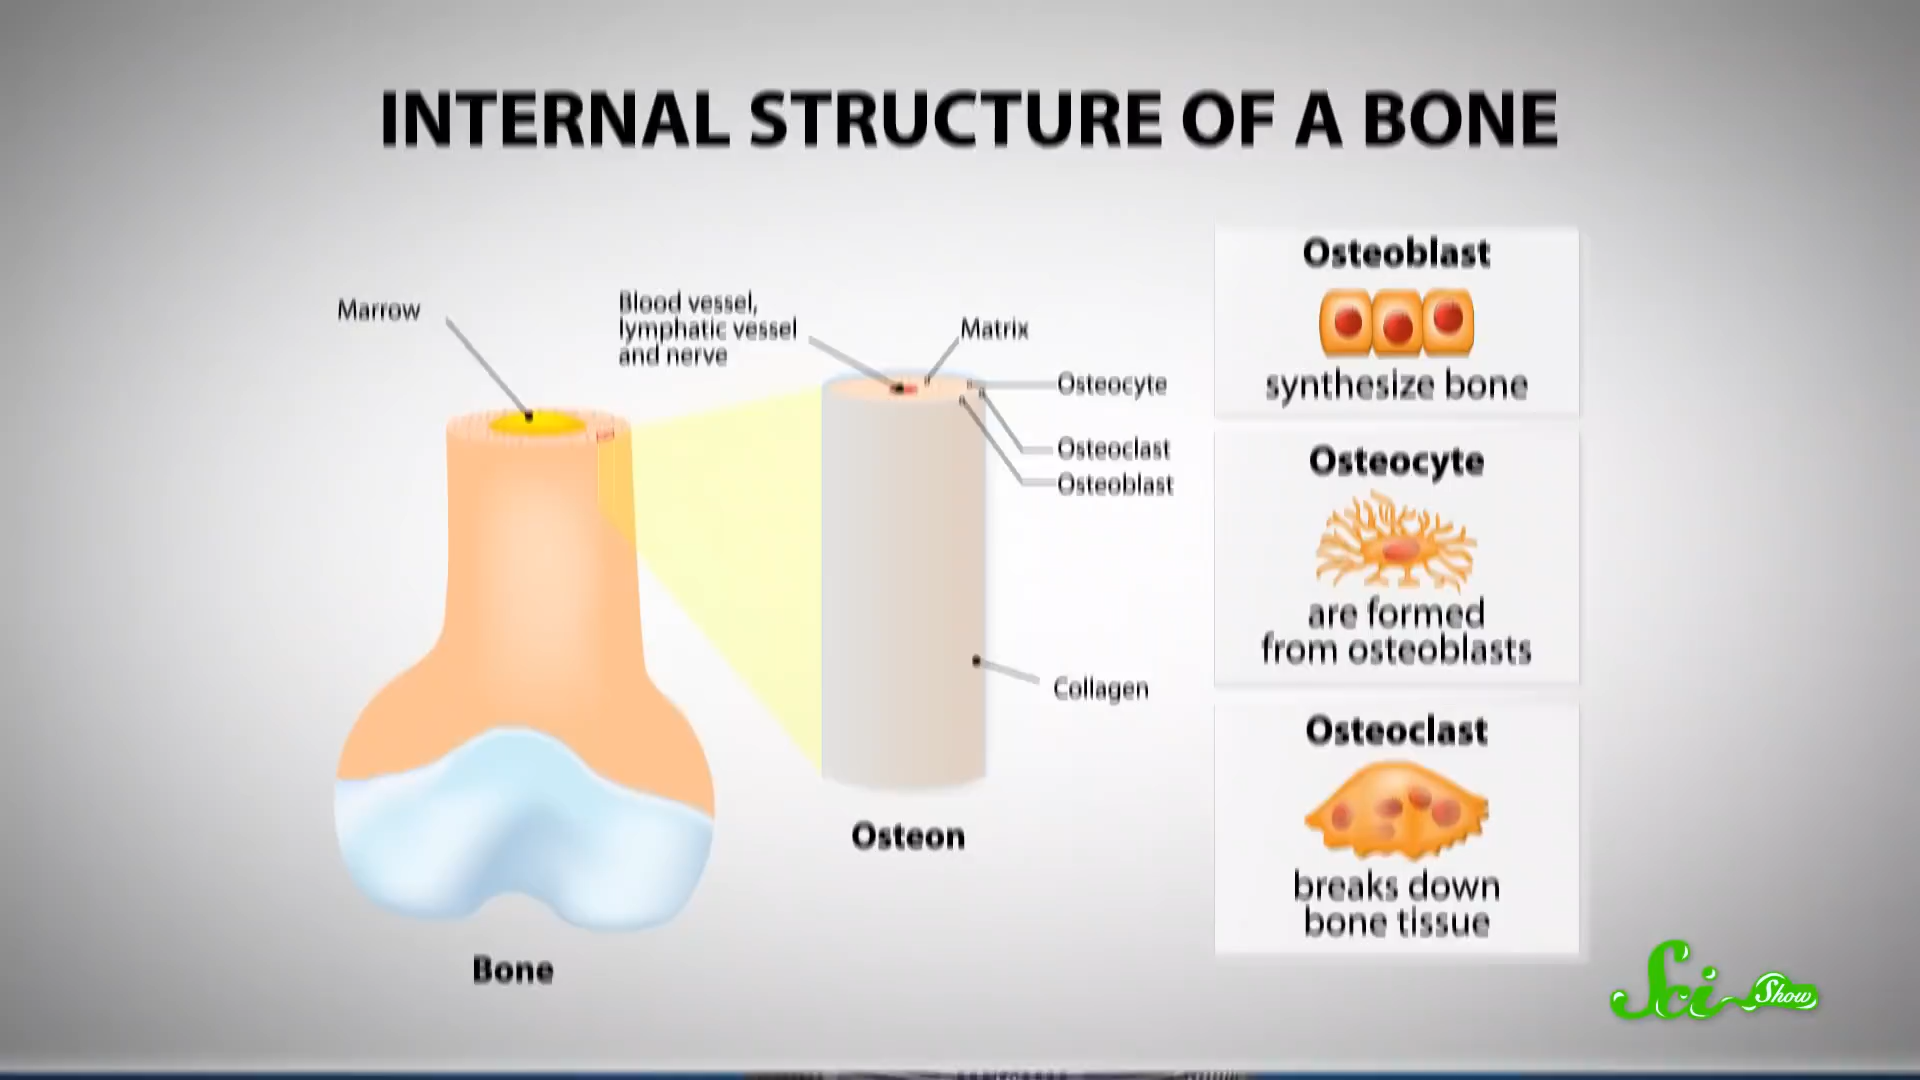 INTERNAL STRUCTURE OF A BONE
Marrow
Blood vessel,
lymphatic vessel
and nerve
Matrix
Osteocyte
Osteoclast
Osteoblast
Collagen
Osteon
Bone
Osteoblast
synthesize bone
Osteocyte
are formed
from osteoblasts
Osteoclast
breaks down
bone tissue
Sci Show